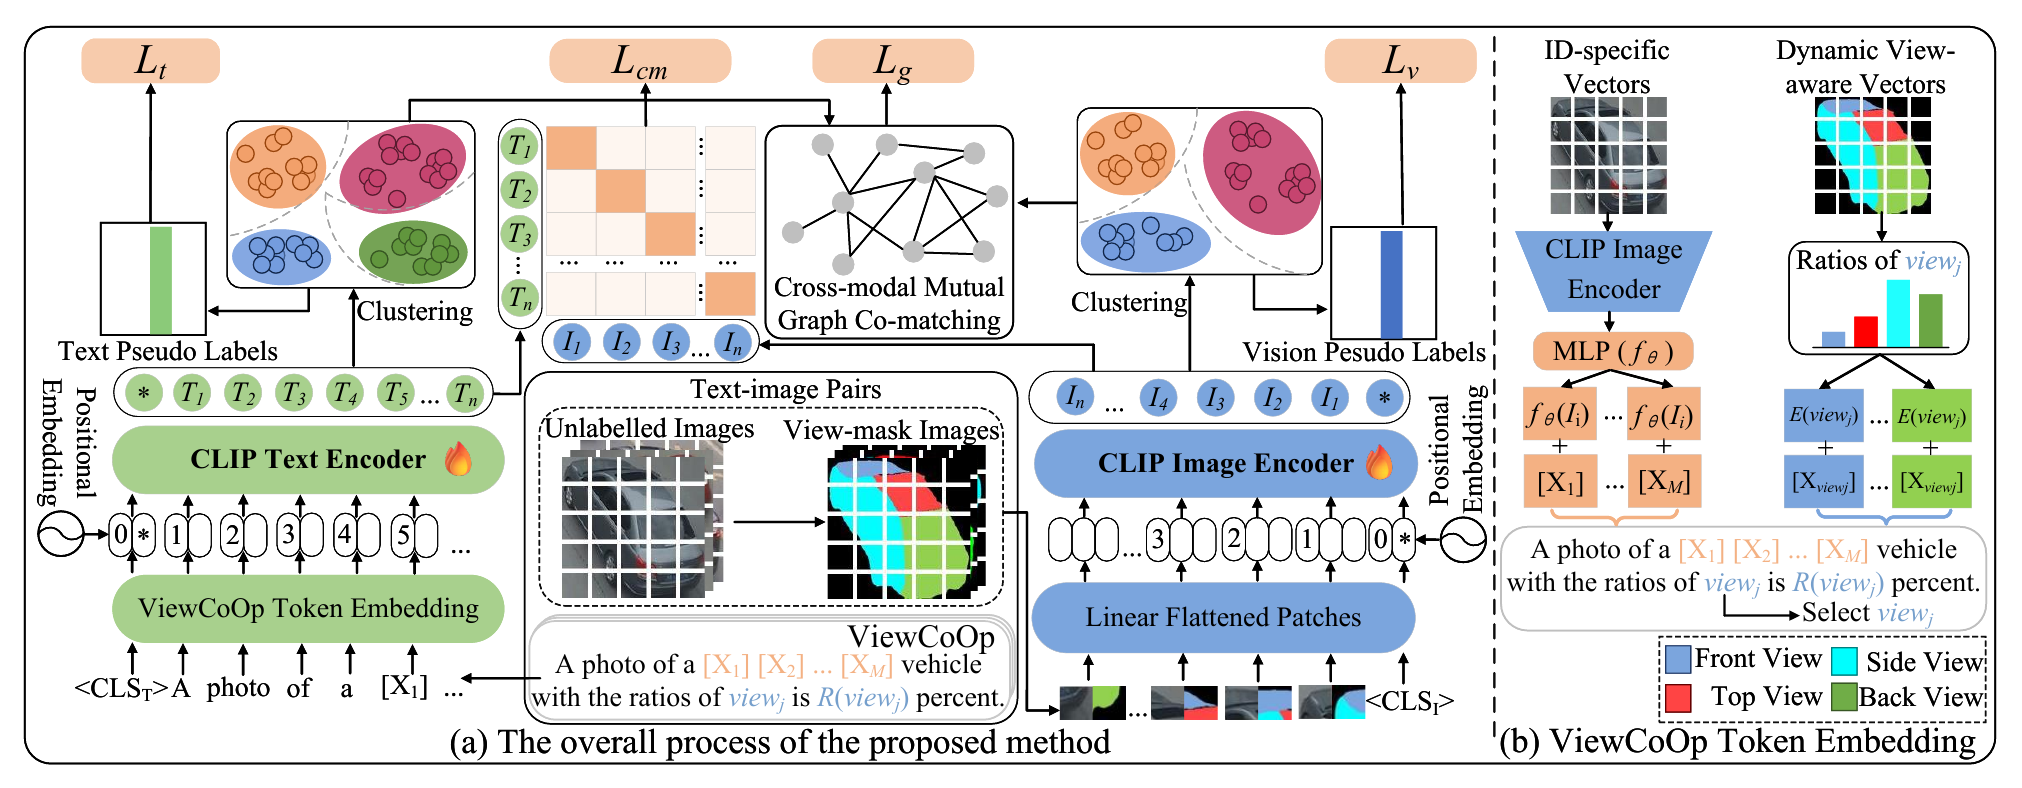 L_t
L_cm
L_g
L_v
T_1
T_2
T_3
T_n
I_1 I_2 I_3 ... I_n
Clustering
Text Pseudo Labels
Cross-modal Mutual
Graph Co-matching
Clustering
Vision Pesudo Labels
Positional
Embedding
* T_1 T_2 T_3 T_4 T_5 ... T_n
CLIP Text Encoder
0 * 1 2 3 4 5 ...
ViewCoOp Token Embedding
<CLS_T> A photo of a [X_1] ...
Text-image Pairs
Unlabelled Images
View-mask Images
ViewCoOp
A photo of a [X_1] [X_2] ... [X_M] vehicle
with the ratios of view_j is R(view_j) percent.
I_n ... I_4 I_3 I_2 I_1 *
Positional
Embedding
CLIP Image Encoder
... 3 2 1 0 *
Linear Flattened Patches
... <CLS_I>
(a) The overall process of the proposed method
ID-specific
Vectors
CLIP Image
Encoder
MLP (f_θ)
f_θ(I_i) ... f_θ(I_i)
+ +
[X_1] ... [X_M]
Dynamic View-
aware Vectors
Ratios of view_j
E(view_j) ... E(view_j)
+ +
[X_viewj] ... [X_viewj]
A photo of a [X_1] [X_2] ... [X_M] vehicle
with the ratios of view_j is R(view_j) percent.
Select view_j
Front View Side View
Top View Back View
(b) ViewCoOp Token Embedding